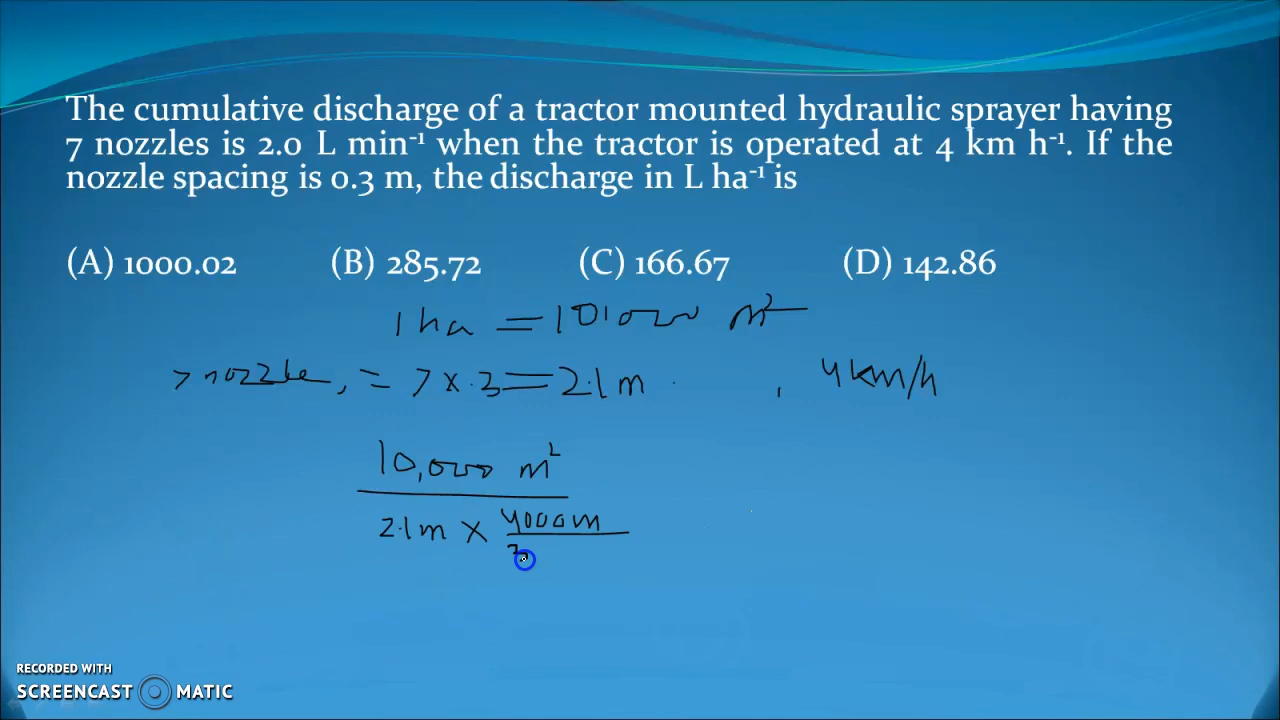 The cumulative discharge of a tractor mounted hydraulic sprayer having
7 nozzles is 2.0 L min⁻¹ when the tractor is operated at 4 km h⁻¹. If the
nozzle spacing is 0.3 m, the discharge in L ha⁻¹ is
(A) 1000.02 (B) 285.72 (C) 166.67 (D) 142.86
1 ha = 10,000 m²
7 nozzle, = 7 × .3 = 2.1 m , 4 km/h
10,000 m²
2.1m × 4000m
3
RECORDED WITH
SCREENCAST MATIC